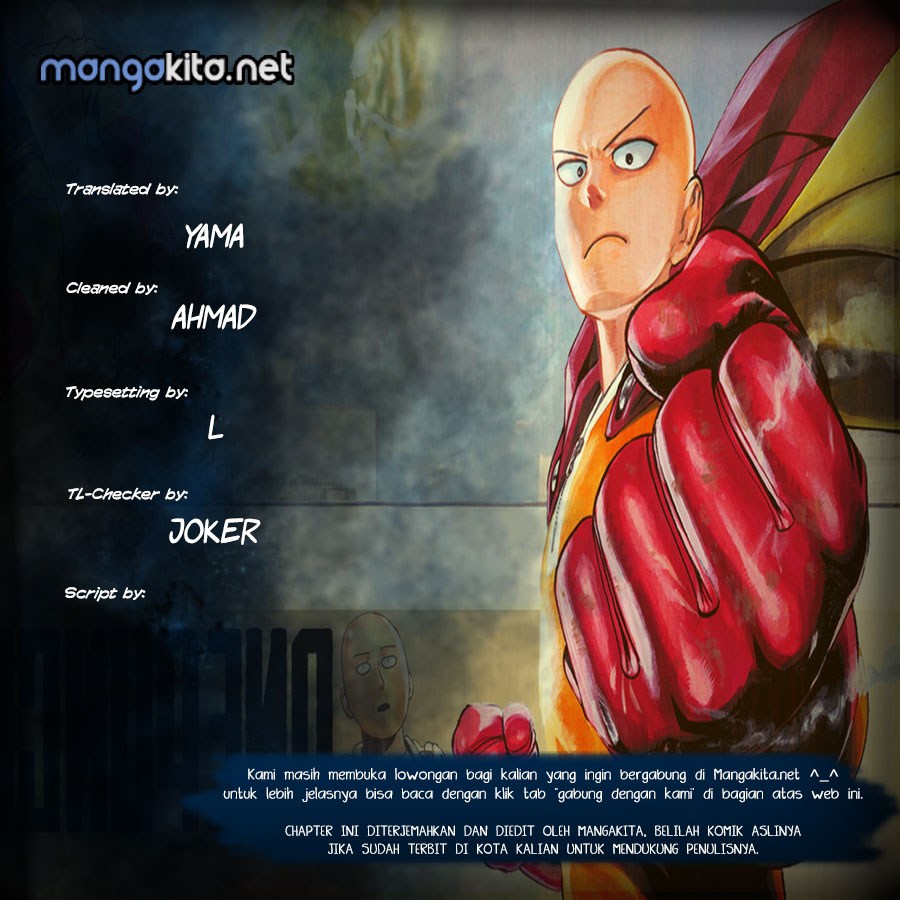 mangakita.net
Translated by:
YAMA
Cleaned by:
AHMAD
Typesetting by:
L
TL-Checker by:
JOKER
Script by:
Kami masih membuka lowongan bagi kalian yang ingin bergabung di Mangakita.net ^_^
untuk lebih jelasnya bisa baca dengan klik tab "gabung dengan kami" di bagian atas web ini.
CHAPTER INI DITERJEMAHKAN DAN DIEDIT OLEH MANGAKITA, BELILAH KOMIK ASLINYA
JIKA SUDAH TERBIT DI KOTA KALIAN UNTUK MENDUKUNG PENULISNYA.